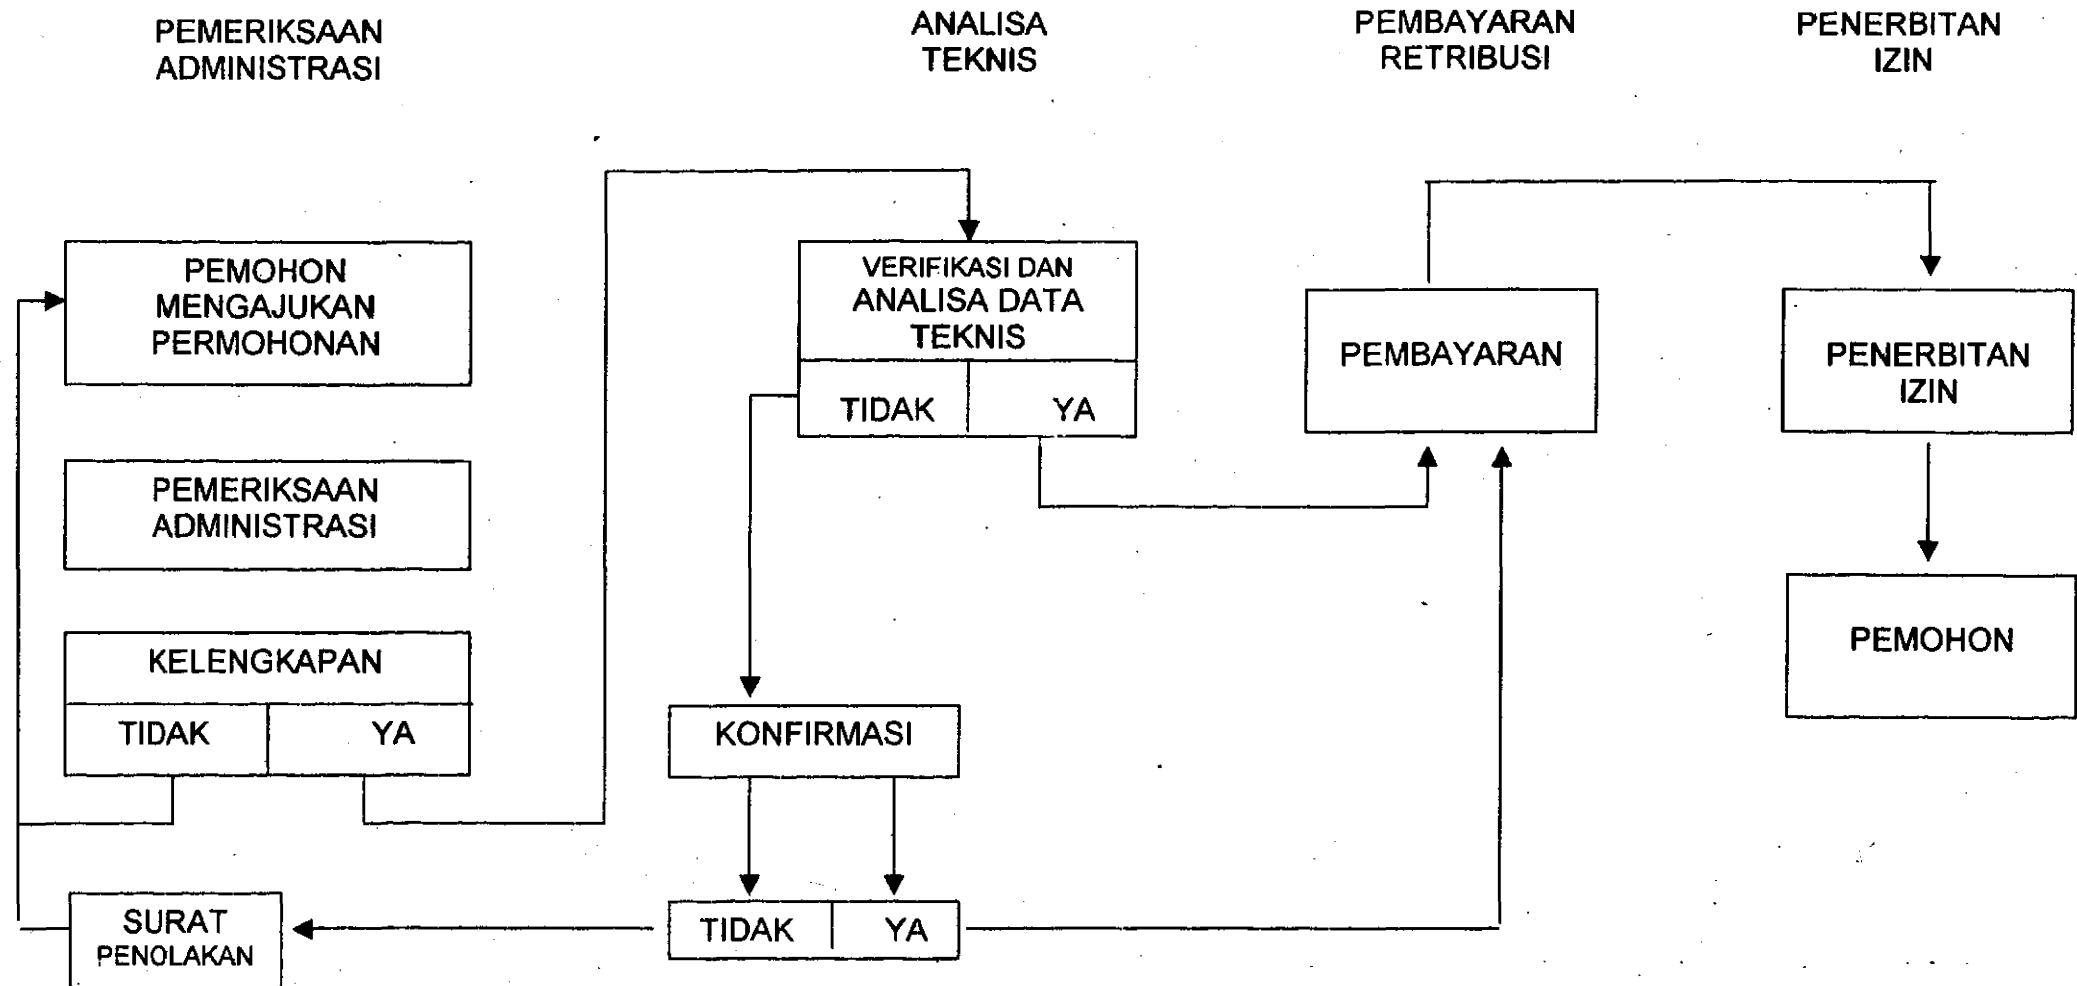 PEMERIKSAAN
ADMINISTRASI
ANALISA
TEKNIS
PEMBAYARAN
RETRIBUSI
PENERBITAN
IZIN
PEMOHON
MENGAJUKAN
PERMOHONAN
PEMERIKSAAN
ADMINISTRASI
KELENGKAPAN
TIDAK YA
SURAT
PENOLAKAN
VERIFIKASI DAN
ANALISA DATA
TEKNIS
TIDAK YA
KONFIRMASI
TIDAK YA
PEMBAYARAN
PENERBITAN
IZIN
PEMOHON